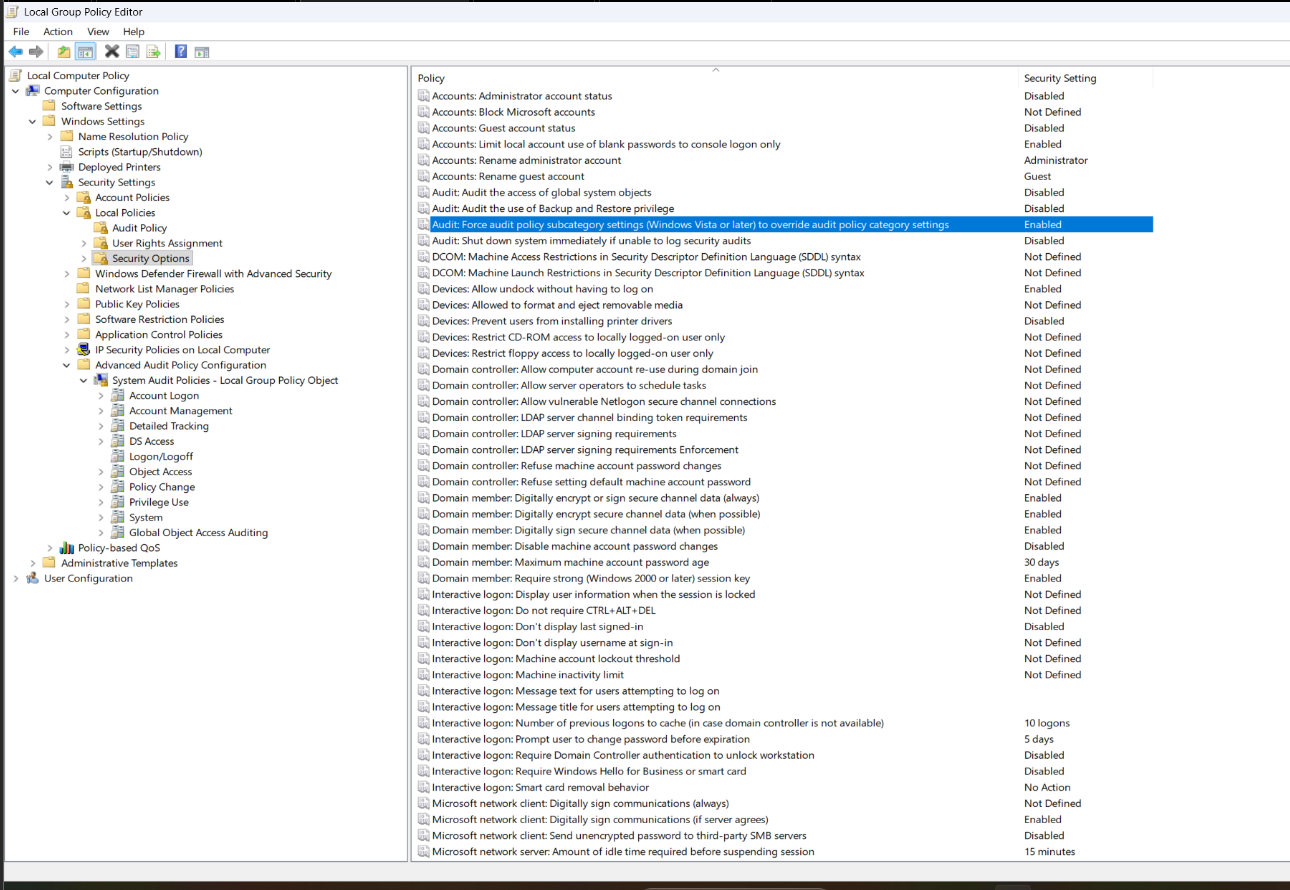 Local Group Policy Editor
File Action View Help
Local Computer Policy
Computer Configuration
Software Settings
Windows Settings
Name Resolution Policy
Scripts (Startup/Shutdown)
Deployed Printers
Security Settings
Account Policies
Local Policies
Audit Policy
User Rights Assignment
Security Options
Windows Defender Firewall with Advanced Security
Network List Manager Policies
Public Key Policies
Software Restriction Policies
Application Control Policies
IP Security Policies on Local Computer
Advanced Audit Policy Configuration
System Audit Policies - Local Group Policy Object
Account Logon
Account Management
Detailed Tracking
DS Access
Logon/Logoff
Object Access
Policy Change
Privilege Use
System
Global Object Access Auditing
Policy-based QoS
Administrative Templates
User Configuration
Policy Security Setting
Accounts: Administrator account status Disabled
Accounts: Block Microsoft accounts Not Defined
Accounts: Guest account status Disabled
Accounts: Limit local account use of blank passwords to console logon only Enabled
Accounts: Rename administrator account Administrator
Accounts: Rename guest account Guest
Audit: Audit the access of global system objects Disabled
Audit: Audit the use of Backup and Restore privilege Disabled
Audit: Force audit policy subcategory settings (Windows Vista or later) to override audit policy category settings Enabled
Audit: Shut down system immediately if unable to log security audits Disabled
DCOM: Machine Access Restrictions in Security Descriptor Definition Language (SDDL) syntax Not Defined
DCOM: Machine Launch Restrictions in Security Descriptor Definition Language (SDDL) syntax Not Defined
Devices: Allow undock without having to log on Enabled
Devices: Allowed to format and eject removable media Not Defined
Devices: Prevent users from installing printer drivers Disabled
Devices: Restrict CD-ROM access to locally logged-on user only Not Defined
Devices: Restrict floppy access to locally logged-on user only Not Defined
Domain controller: Allow computer account re-use during domain join Not Defined
Domain controller: Allow server operators to schedule tasks Not Defined
Domain controller: Allow vulnerable Netlogon secure channel connections Not Defined
Domain controller: LDAP server channel binding token requirements Not Defined
Domain controller: LDAP server signing requirements Not Defined
Domain controller: LDAP server signing requirements Enforcement Not Defined
Domain controller: Refuse machine account password changes Not Defined
Domain controller: Refuse setting default machine account password Not Defined
Domain member: Digitally encrypt or sign secure channel data (always) Enabled
Domain member: Digitally encrypt secure channel data (when possible) Enabled
Domain member: Digitally sign secure channel data (when possible) Enabled
Domain member: Disable machine account password changes Disabled
Domain member: Maximum machine account password age 30 days
Domain member: Require strong (Windows 2000 or later) session key Enabled
Interactive logon: Display user information when the session is locked Not Defined
Interactive logon: Do not require CTRL+ALT+DEL Not Defined
Interactive logon: Don't display last signed-in Disabled
Interactive logon: Don't display username at sign-in Not Defined
Interactive logon: Machine account lockout threshold Not Defined
Interactive logon: Machine inactivity limit Not Defined
Interactive logon: Message text for users attempting to log on
Interactive logon: Message title for users attempting to log on
Interactive logon: Number of previous logons to cache (in case domain controller is not available) 10 logons
Interactive logon: Prompt user to change password before expiration 5 days
Interactive logon: Require Domain Controller authentication to unlock workstation Disabled
Interactive logon: Require Windows Hello for Business or smart card Disabled
Interactive logon: Smart card removal behavior No Action
Microsoft network client: Digitally sign communications (always) Not Defined
Microsoft network client: Digitally sign communications (if server agrees) Enabled
Microsoft network client: Send unencrypted password to third-party SMB servers Disabled
Microsoft network server: Amount of idle time required before suspending session 15 minutes